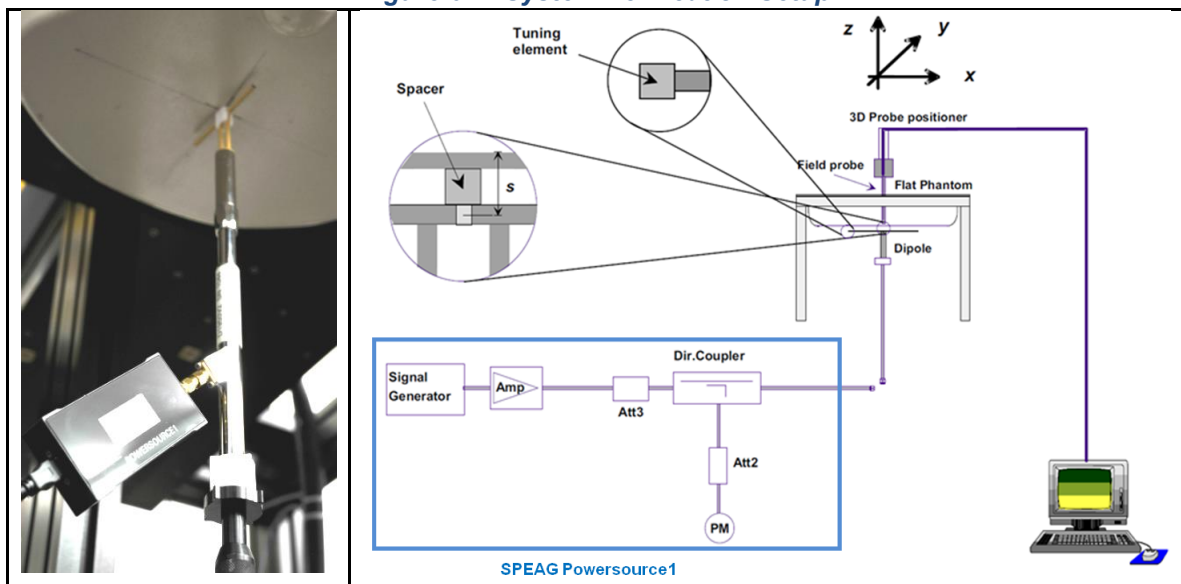 Tuning
element
z
y
x
Spacer
s
3D Probe positioner
Field probe
Flat Phantom
Dipole
Signal
Generator
Amp
Att3
Dir.Coupler
Att2
PM
POWERSOURCE1
SPEAG Powersource1